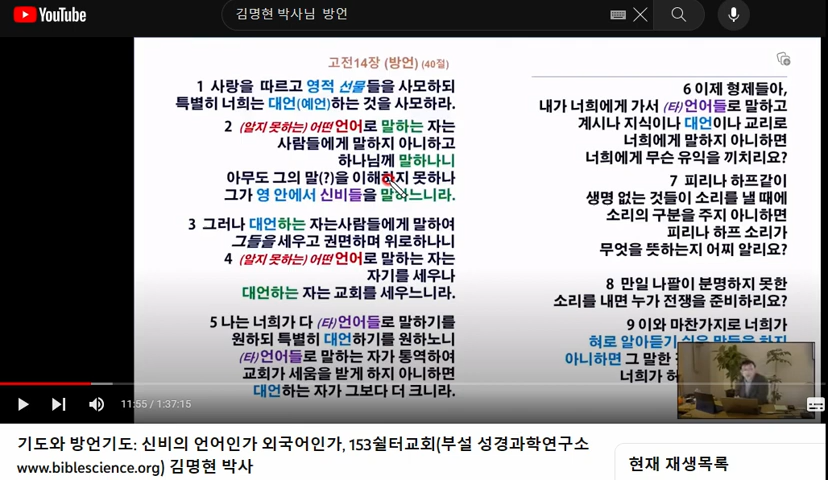 YouTube
김명현 박사님 방언
고전14장 (방언) (40절)
1 사랑을 따르고 영적 선물들을 사모하되
특별히 너희는 대언(예언)하는 것을 사모하라.
2 (알지 못하는) 어떤 언어로 말하는 자는
사람들에게 말하지 아니하고
하나님께 말하나니
아무도 그의 말(?)을 이해하지 못하나
그가 영 안에서 신비들을 말하느니라.
3 그러나 대언하는 자는사람들에게 말하여
그들을 세우고 권면하며 위로하나니
4 (알지 못하는) 어떤 언어로 말하는 자는
자기를 세우나
대언하는 자는 교회를 세우느니라.
5 나는 너희가 다 (타)언어들로 말하기를
원하되 특별히 대언하기를 원하노니
(타)언어들로 말하는 자가 통역하여
교회가 세움을 받게 하지 아니하면
대언하는 자가 그보다 더 크니라.
6 이제 형제들아,
내가 너희에게 가서 (타)언어들로 말하고
계시나 지식이나 대언이나 교리로
너희에게 말하지 아니하면
너희에게 무슨 유익을 끼치리요?
7 피리나 하프같이
생명 없는 것들이 소리를 낼 때에
소리의 구분을 주지 아니하면
피리나 하프 소리가
무엇을 뜻하는지 어찌 알리요?
8 만일 나팔이 분명하지 못한
소리를 내면 누가 전쟁을 준비하리요?
9 이와 마찬가지로 너희가
혀로 알아듣기 쉬운 말들을 하지
아니하면 그 말한
너희가 허
11:55 / 1:37:15
기도와 방언기도: 신비의 언어인가 외국어인가, 153쉴터교회(부설 성경과학연구소
www.biblescience.org) 김명현 박사
현재 재생목록